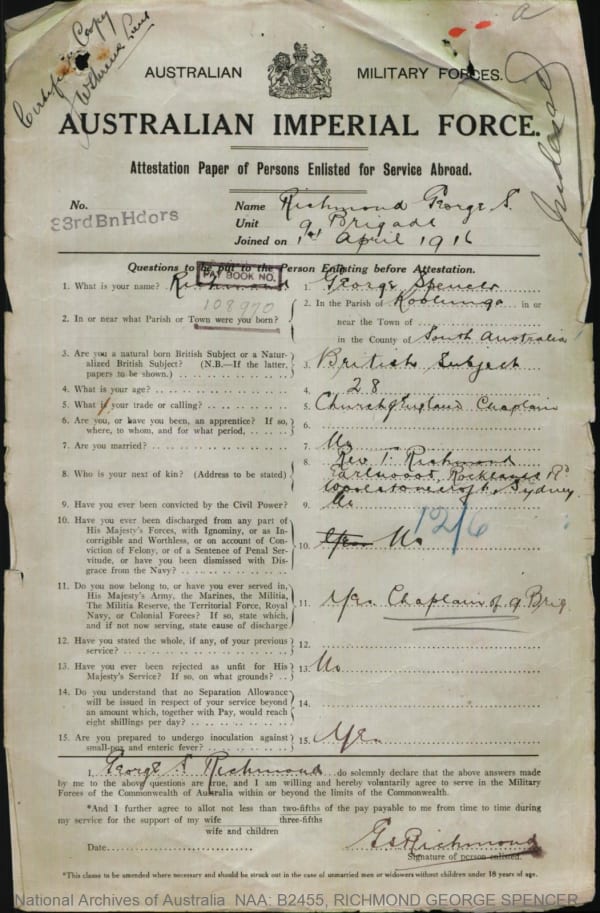 a
Certified Copy
AUSTRALIAN MILITARY FORCES.
AUSTRALIAN IMPERIAL FORCE.
Attestation Paper of Persons Enlisted for Service Abroad.
No.
33rdBnHdors
Name Richmond George S.
Unit 9 Brigade
Joined on 1st April 1916
Questions to be put to the Person Enlisting before Attestation.
PAY BOOK NO.
108970
1. What is your name? Richmond 1. George Spencer
2. In or near what Parish or Town were you born? 2. In the Parish of Koolunga in or
near the Town of
in the County of South Australia
3. Are you a natural born British Subject or a Natur-
alized British Subject? (N.B.—If the latter,
papers to be shown.) 3. British Subject
4. What is your age? 4. 28
5. What is your trade or calling? 5. Church of England Chaplain
6. Are you, or have you been, an apprentice? If so,
where, to whom, and for what period, 6.
7. Are you married? 7. No
8. Who is your next of kin? (Address to be stated) 8. Rev T. Richmond
Rocklands Rd
Sydney
9. Have you ever been convicted by the Civil Power? 9. No
12/6
10. Have you ever been discharged from any part of
His Majesty's Forces, with Ignominy, or as In-
corrigible and Worthless, or on account of Con-
viction of Felony, or of a Sentence of Penal Ser-
vitude, or have you been dismissed with Dis-
grace from the Navy? 10. Yes No
11. Do you now belong to, or have you ever served in,
His Majesty's Army, the Marines, the Militia,
The Militia Reserve, the Territorial Force, Royal
Navy, or Colonial Forces? If so, state which,
and if not now serving, state cause of discharge 11. Yes. Chaplain of 9 Brig.
12. Have you stated the whole, if any, of your previous
service? 12.
13. Have you ever been rejected as unfit for His
Majesty's Service? If so, on what grounds? 13. No
14. Do you understand that no Separation Allowance
will be issued in respect of your service beyond
an amount which, together with Pay, would reach
eight shillings per day? 14.
15. Are you prepared to undergo inoculation against
small-pox and enteric fever? 15. Yes
I, George S. Richmond do solemnly declare that the above answers made
by me to the above questions are true, and I am willing and hereby voluntarily agree to serve in the Military
Forces of the Commonwealth of Australia within or beyond the limits of the Commonwealth.
*And I further agree to allot not less than two-fifths of the pay payable to me from time to time during
three-fifths
my service for the support of my wife
wife and children
Date
G S Richmond
Signature of person enlisted.
*This clause to be amended where necessary and should be struck out in the case of unmarried men or widowers without children under 18 years of age.
National Archives of Australia NAA: B2455, RICHMOND GEORGE SPENCER